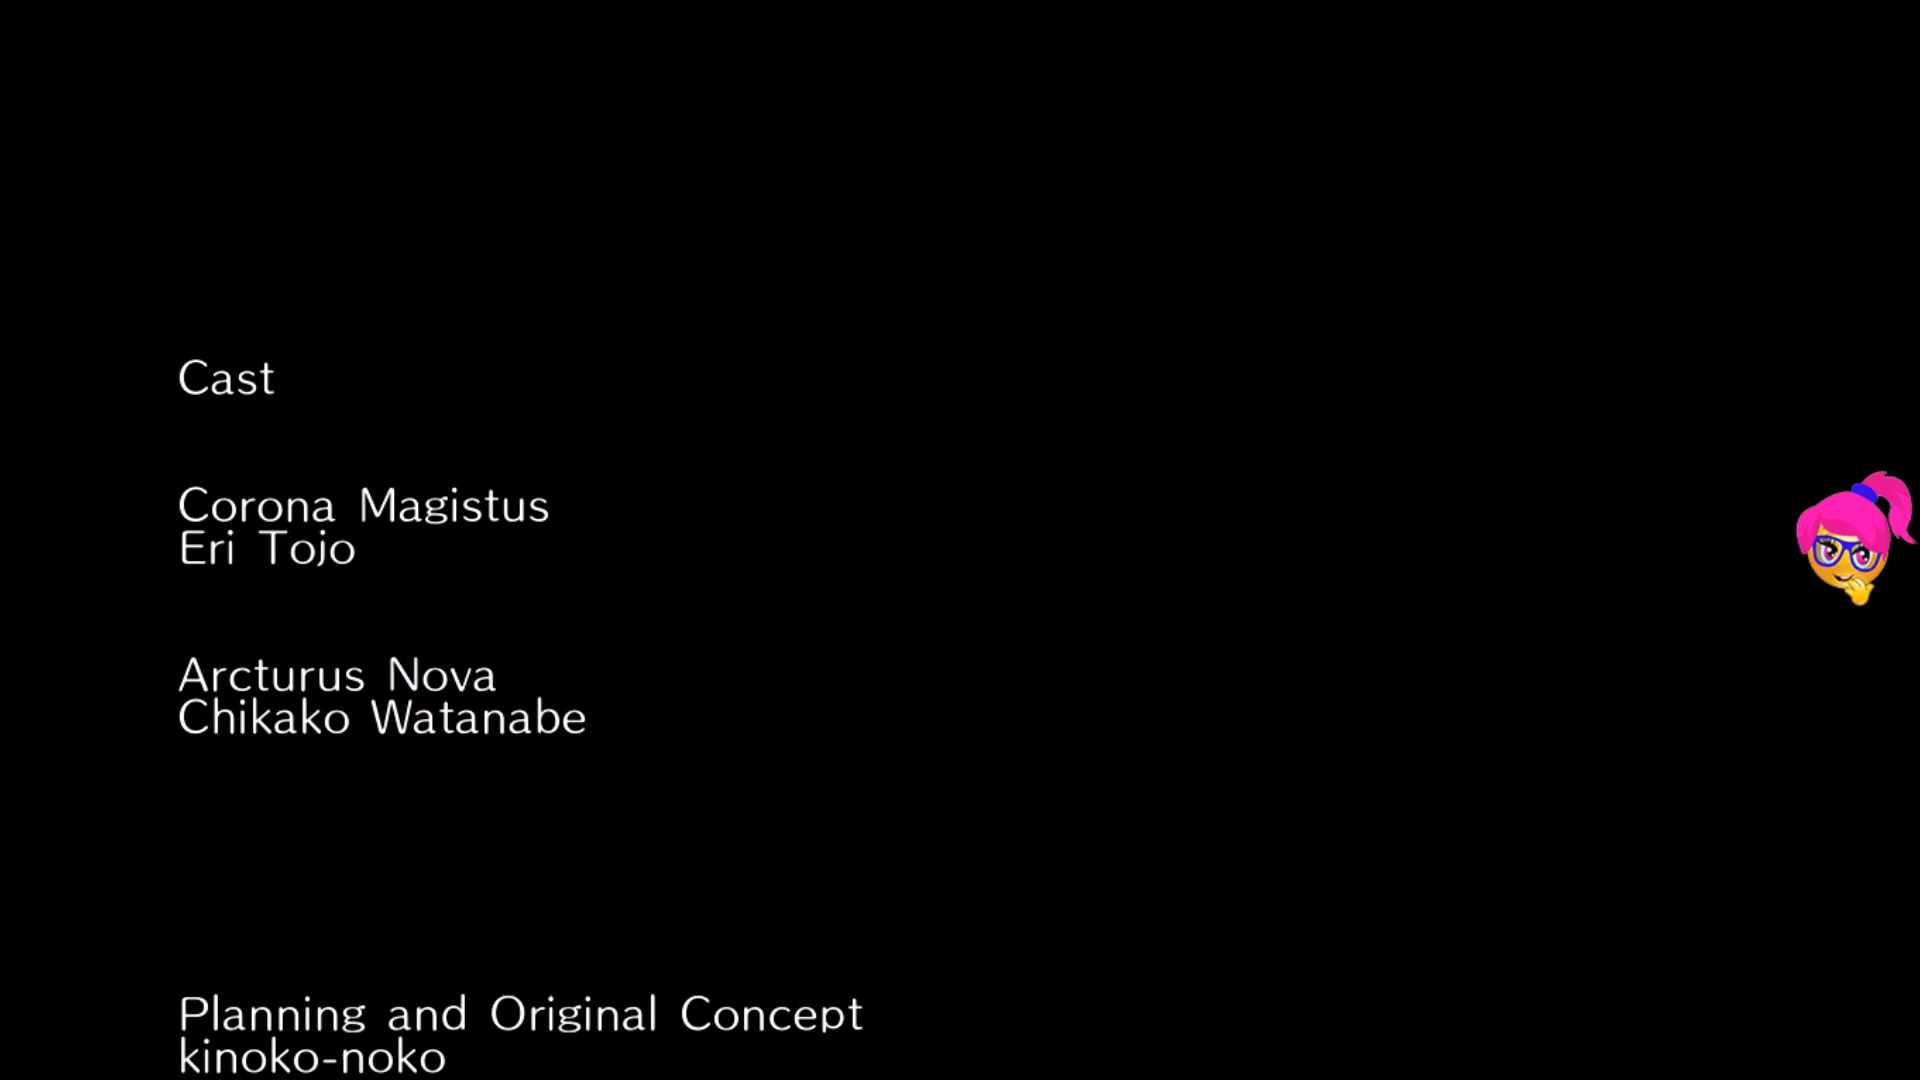 Cast
Corona Magistus
Eri Tojo
Arcturus Nova
Chikako Watanabe
Planning and Original Concept
kinoko-noko